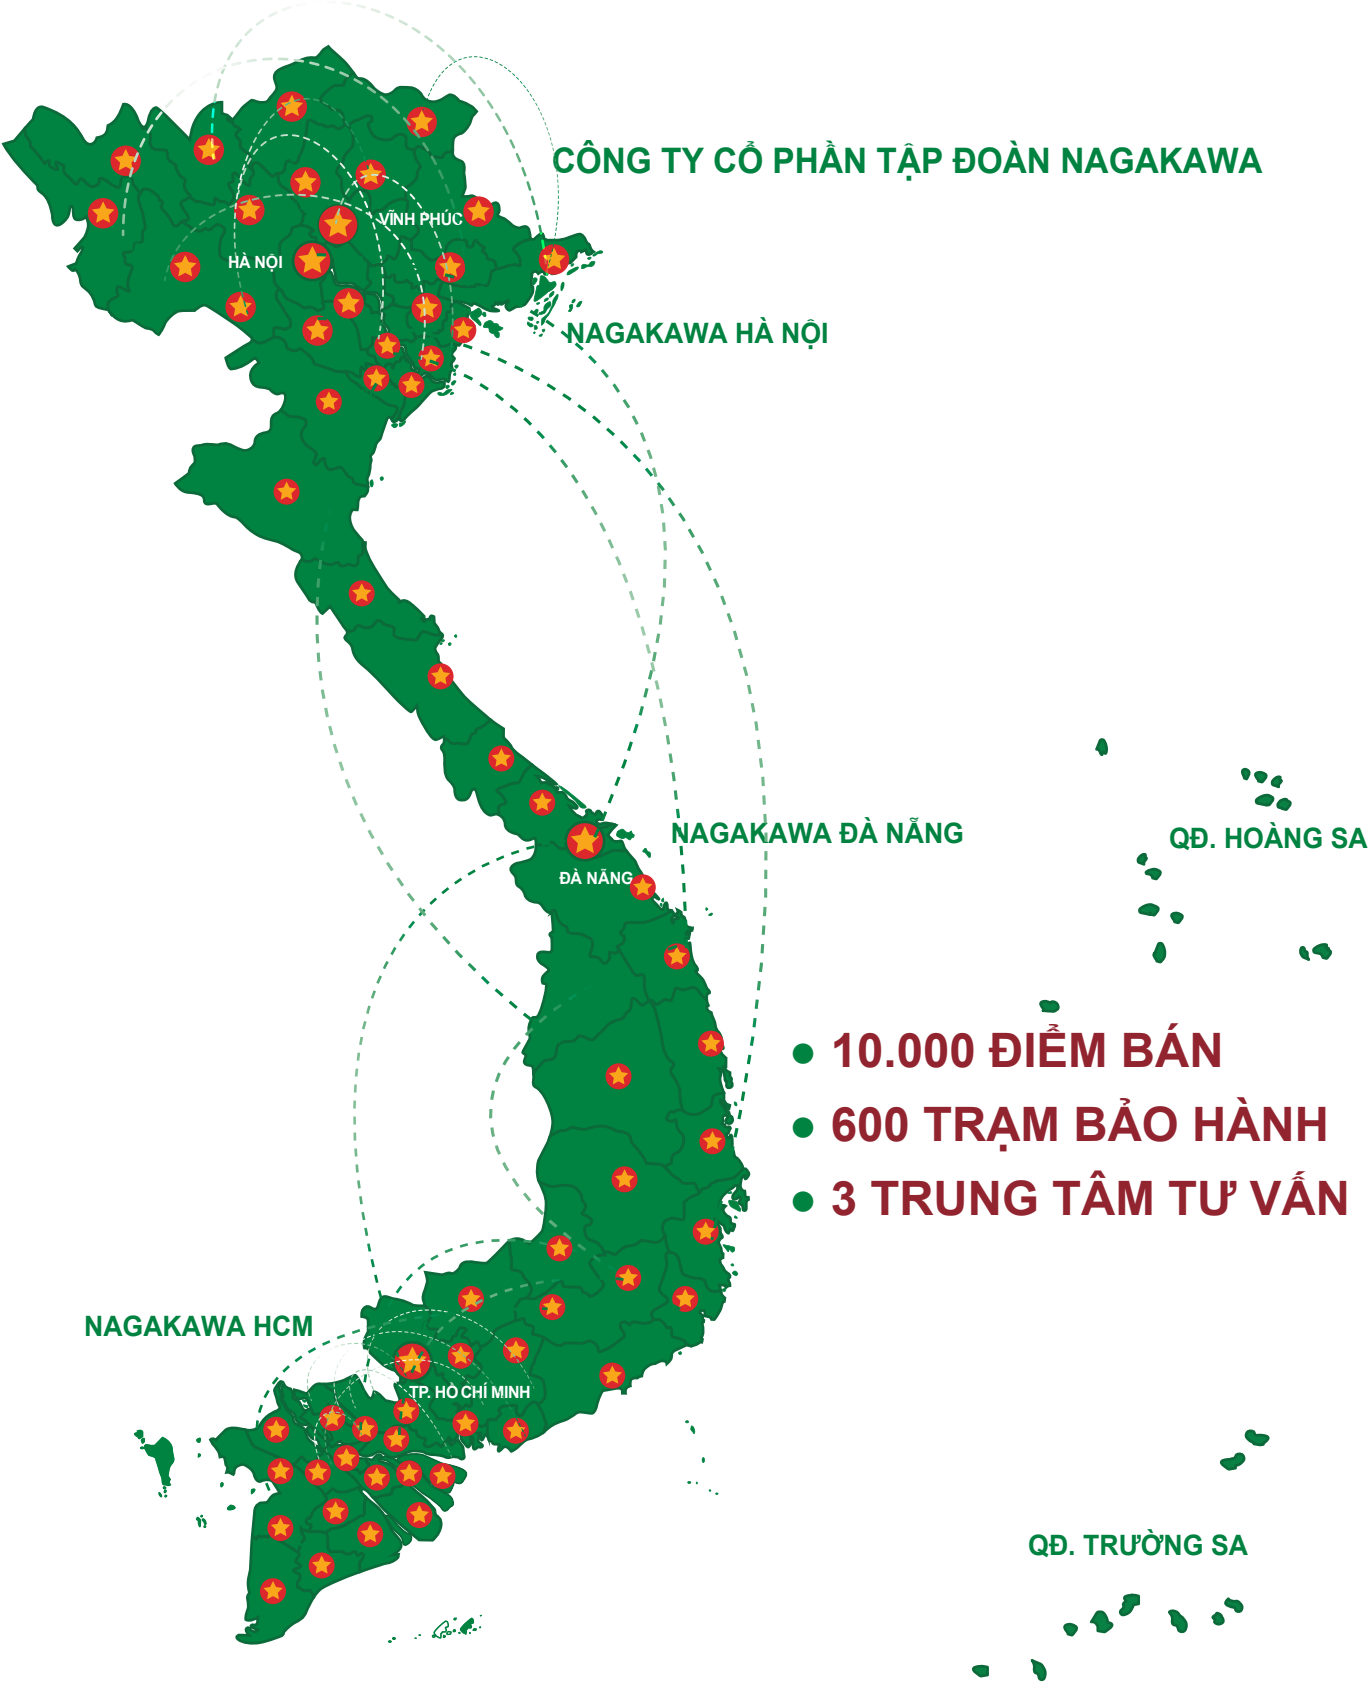 CÔNG TY CỔ PHẦN TẬP ĐOÀN NAGAKAWA
VĨNH PHÚC
HÀ NỘI
NAGAKAWA HÀ NỘI
NAGAKAWA ĐÀ NẴNG
QĐ. HOÀNG SA
ĐÀ NẴNG
10.000 ĐIỂM BÁN
600 TRẠM BẢO HÀNH
3 TRUNG TÂM TƯ VẤN
NAGAKAWA HCM
TP. HỒ CHÍ MINH
QĐ. TRƯỜNG SA